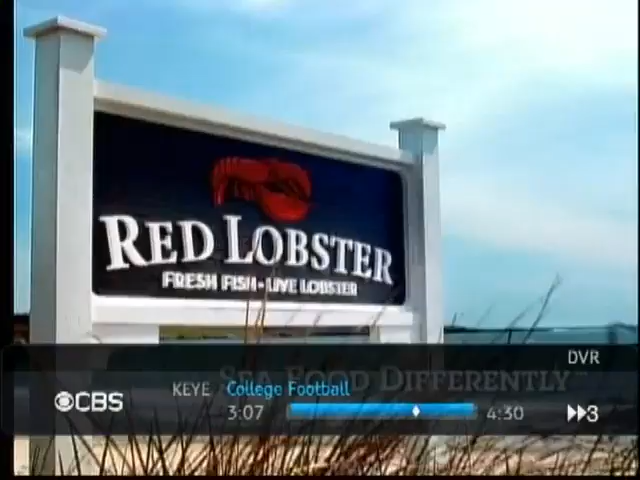 RED LOBSTER
FRESH FISH-LIVE LOBSTER
DVR
SEA FOOD DIFFERENTLY
KEYE College Football
CBS
3:07 4:30 3